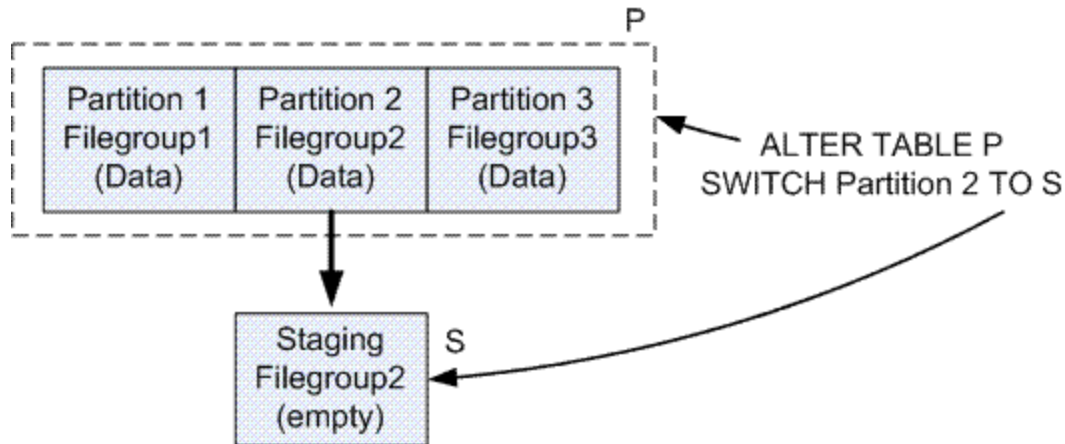 P
Partition 1
Filegroup1
(Data)
Partition 2
Filegroup2
(Data)
Partition 3
Filegroup3
(Data)
ALTER TABLE P
SWITCH Partition 2 TO S
Staging
Filegroup2
(empty)
S